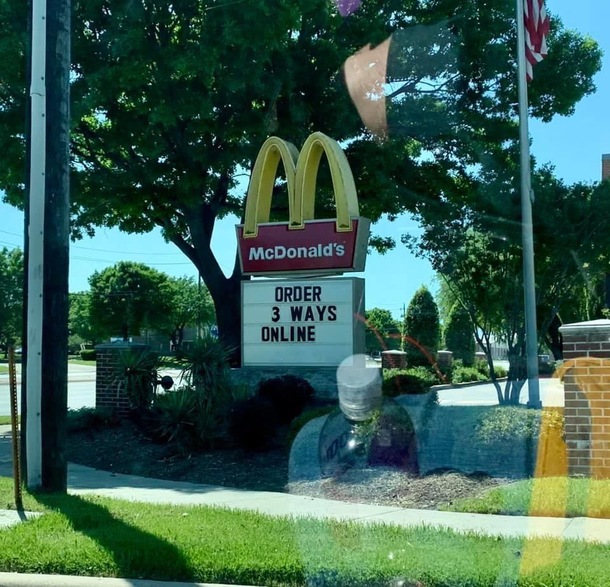 McDonald's
ORDER
3 WAYS
ONLINE